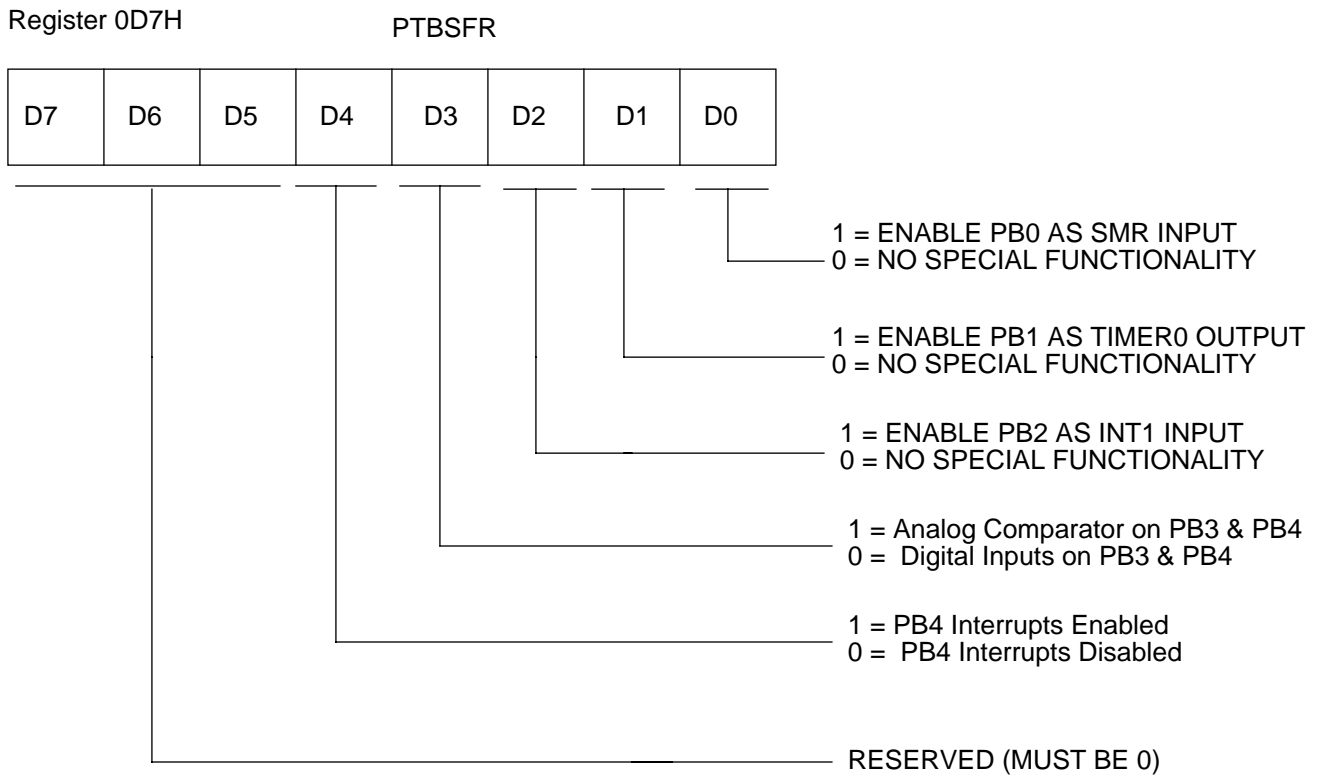 Register 0D7H
PTBSFR
D7 D6 D5 D4 D3 D2 D1 D0
1 = ENABLE PB0 AS SMR INPUT
0 = NO SPECIAL FUNCTIONALITY
1 = ENABLE PB1 AS TIMER0 OUTPUT
0 = NO SPECIAL FUNCTIONALITY
1 = ENABLE PB2 AS INT1 INPUT
0 = NO SPECIAL FUNCTIONALITY
1 = Analog Comparator on PB3 & PB4
0 = Digital Inputs on PB3 & PB4
1 = PB4 Interrupts Enabled
0 = PB4 Interrupts Disabled
RESERVED (MUST BE 0)